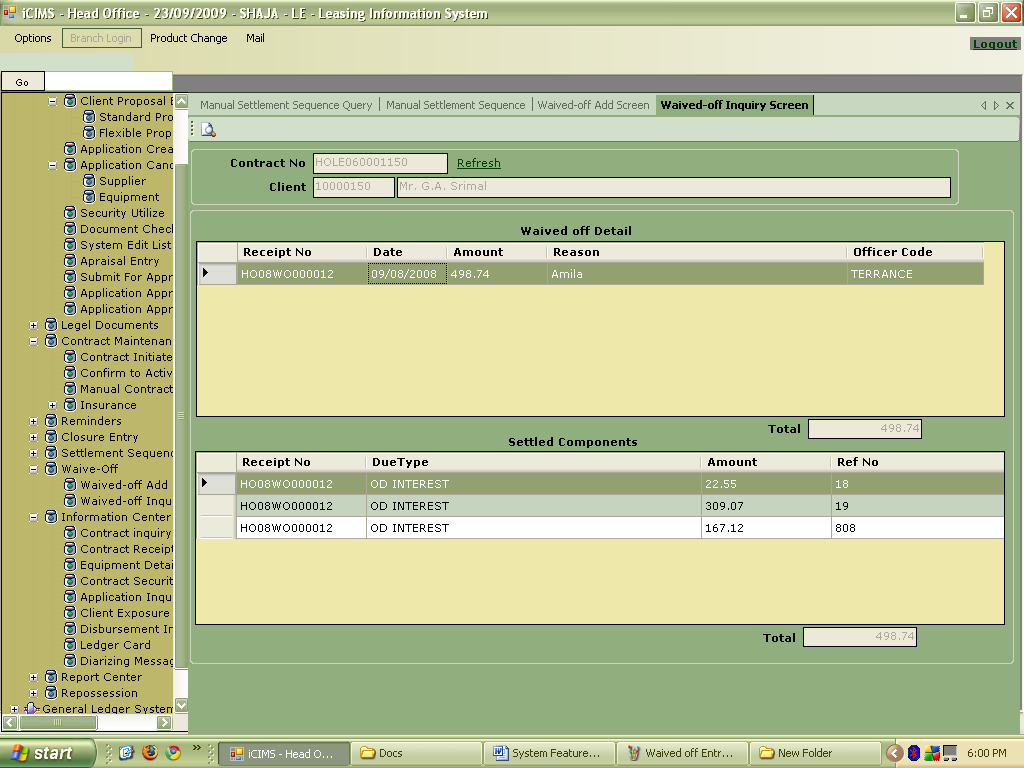 iCIMS - Head Office - 23/09/2009 - SHAJA - LE - Leasing Information System
Options Branch Login Product Change Mail
Logout
Go
Client Proposal E
Standard Pro
Flexible Prop
Application Crea
Application Canc
Supplier
Equipment
Security Utilize
Document Check
System Edit List
Apraisal Entry
Submit For Appr
Application Appr
Application Appr
Legel Documents
Contract Maintenan
Contract Initiate
Confirm to Activ
Manual Contract
Insurance
Reminders
Closure Entry
Settlement Sequenc
Waive-Off
Waived-off Add
Waived-off Inqu
Information Center
Contract inquiry
Contract Receipt
Equipment Detai
Contract Securit
Application Inqu
Client Exposure
Disbursement In
Ledger Card
Diarizing Messag
Report Center
Repossession
General Ledger System
Manual Settlement Sequence Query Manual Settlement Sequence Waived-off Add Screen Waived-off Inquiry Screen
Contract No HOLE060001150 Refresh
Client 10000150 Mr. G.A. Srimal
Waived off Detail
Receipt No Date Amount Reason Officer Code
HO08WO000012 09/08/2008 498.74 Amila TERRANCE
Total 498.74
Settled Components
Receipt No DueType Amount Ref No
HO08WO000012 OD INTEREST 22.55 18
HO08WO000012 OD INTEREST 309.07 19
HO08WO000012 OD INTEREST 167.12 808
Total 498.74
start iCIMS - Head O... Docs System Feature... Waived off Entr... New Folder 6:00 PM